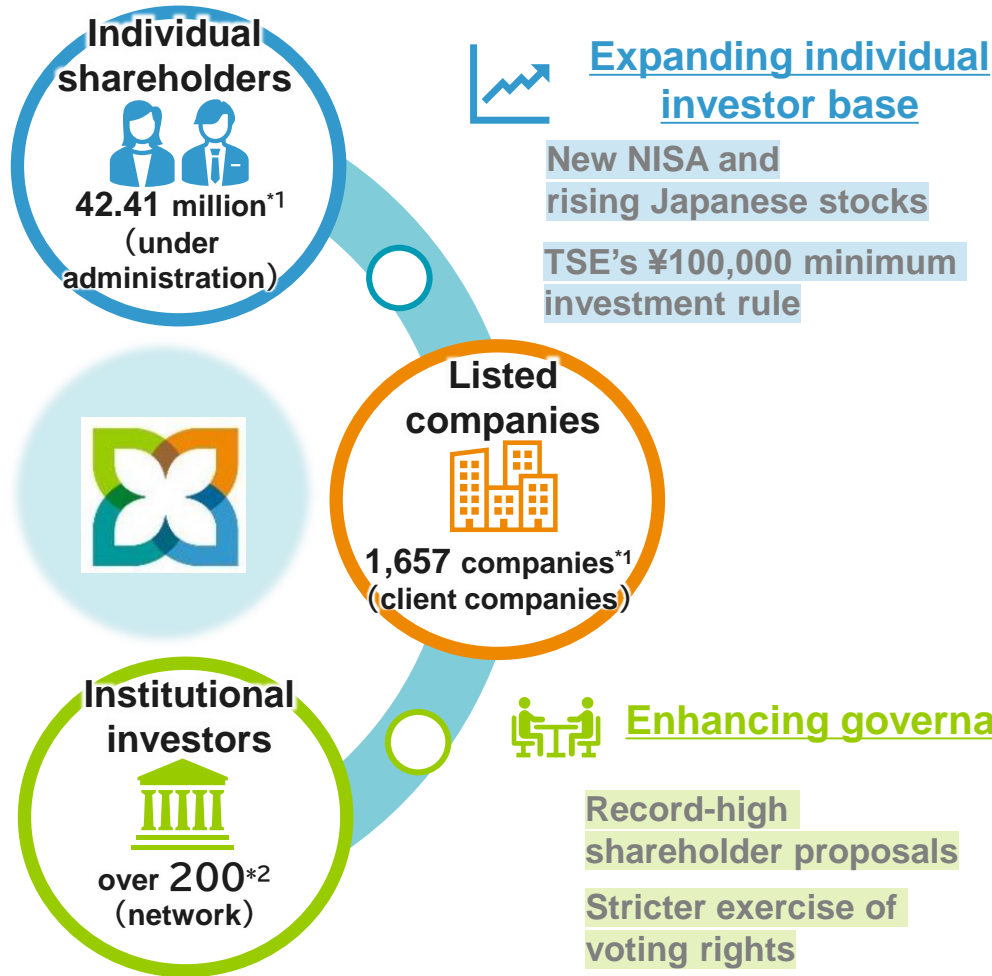 Individual
shareholders
42.41 million*1
（under
administration）
Expanding individual
investor base
New NISA and
rising Japanese stocks
TSE’s ¥100,000 minimum
investment rule
Listed
companies
1,657 companies*1
（client companies）
Institutional
investors
over 200*2
（network）
Enhancing governa
Record-high
shareholder proposals
Stricter exercise of
voting rights